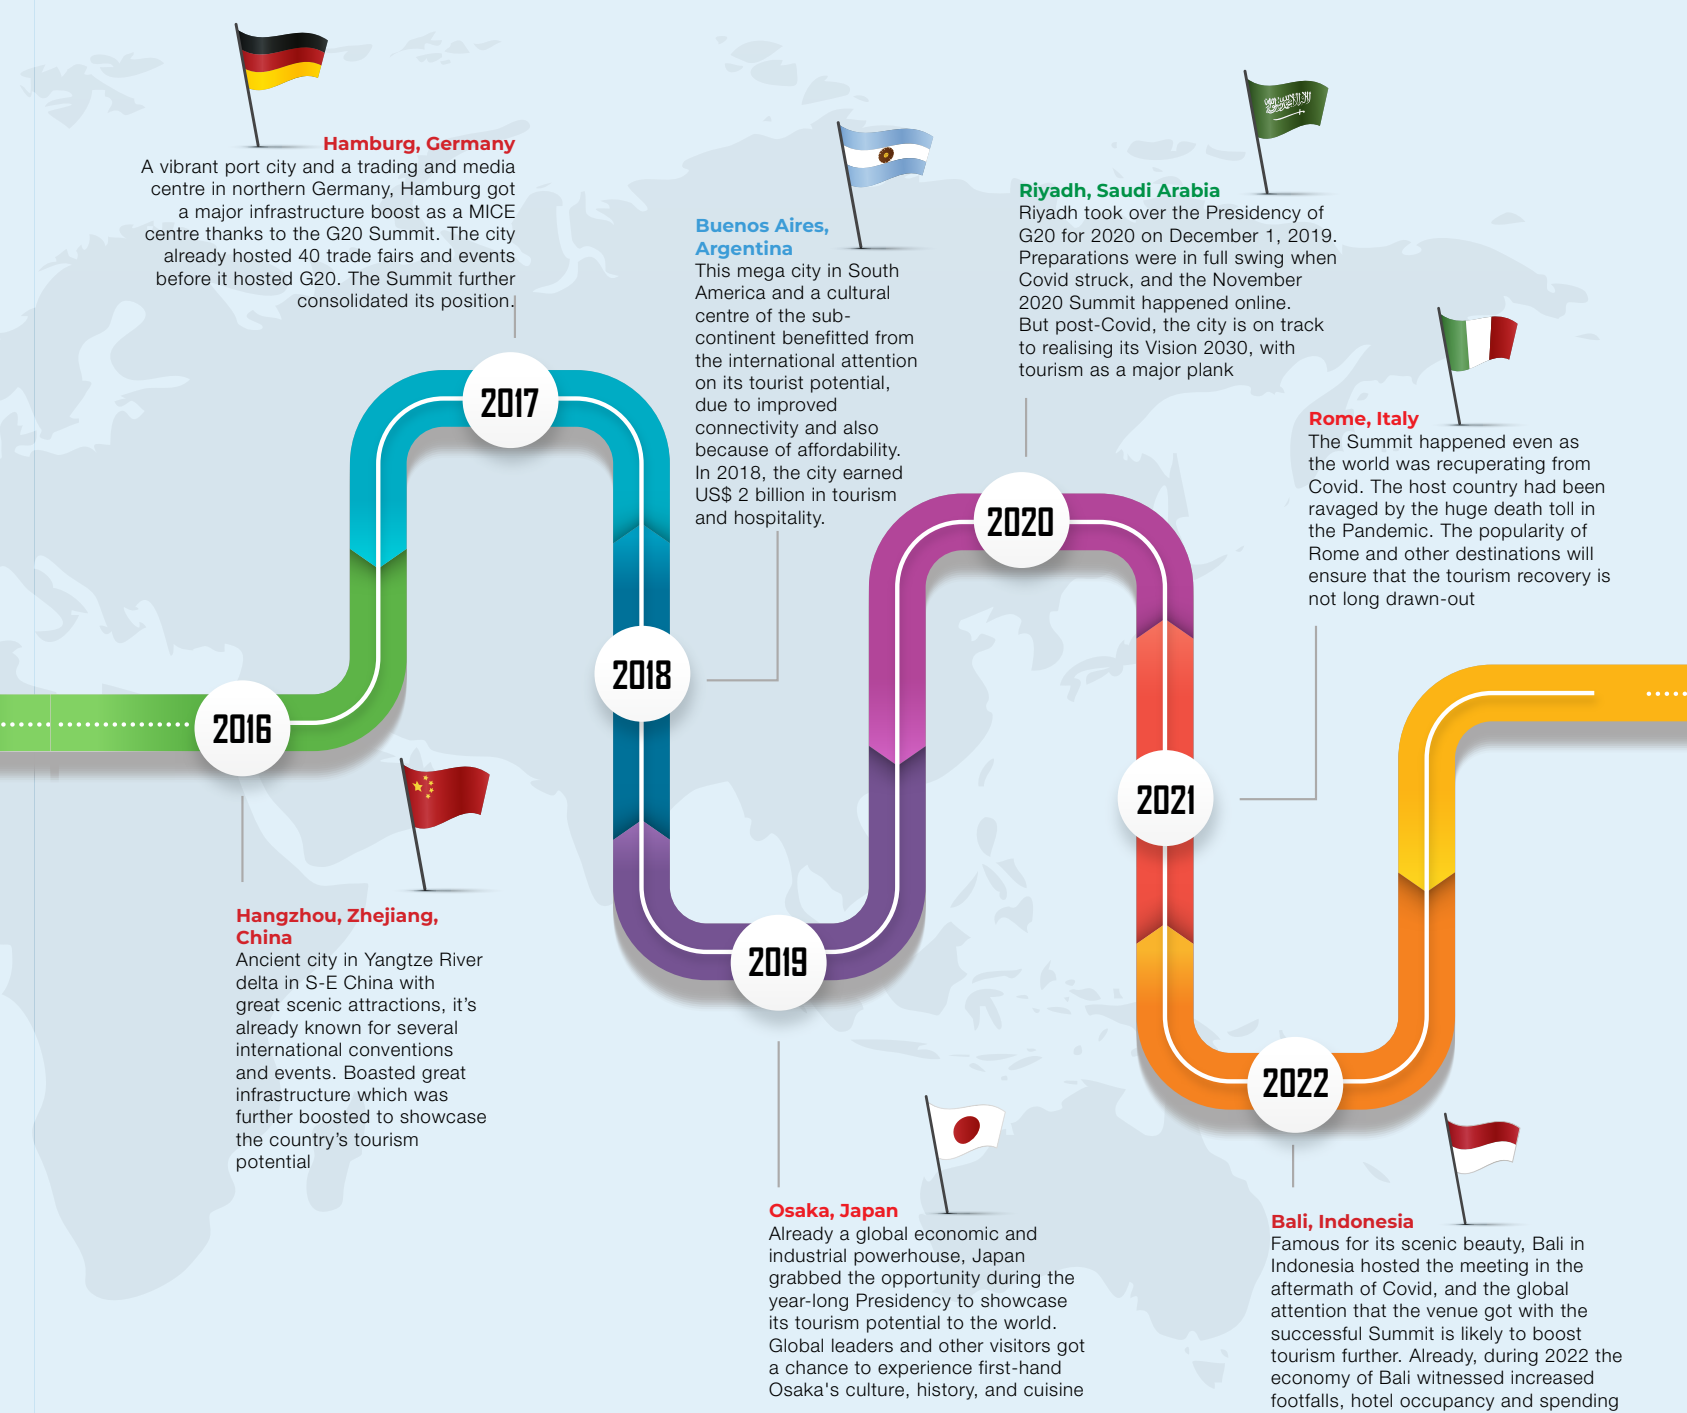 Hamburg, Germany
A vibrant port city and a trading and media
centre in northern Germany, Hamburg got
a major infrastructure boost as a MICE
centre thanks to the G20 Summit. The city
already hosted 40 trade fairs and events
before it hosted G20. The Summit further
consolidated its position.
Buenos Aires,
Argentina
This mega city in South
America and a cultural
centre of the sub-
continent benefitted from
the international attention
on its tourist potential,
due to improved
connectivity and also
because of affordability.
In 2018, the city earned
US$ 2 billion in tourism
and hospitality.
Riyadh, Saudi Arabia
Riyadh took over the Presidency of
G20 for 2020 on December 1, 2019.
Preparations were in full swing when
Covid struck, and the November
2020 Summit happened online.
But post-Covid, the city is on track
to realising its Vision 2030, with
tourism as a major plank
Rome, Italy
The Summit happened even as
the world was recuperating from
Covid. The host country had been
ravaged by the huge death toll in
the Pandemic. The popularity of
Rome and other destinations will
ensure that the tourism recovery is
not long drawn-out
2017
2020
2018
2016
2021
2019
2022
Hangzhou, Zhejiang,
China
Ancient city in Yangtze River
delta in S-E China with
great scenic attractions, it's
already known for several
international conventions
and events. Boasted great
infrastructure which was
further boosted to showcase
the country's tourism
potential
Osaka, Japan
Already a global economic and
industrial powerhouse, Japan
grabbed the opportunity during the
year-long Presidency to showcase
its tourism potential to the world.
Global leaders and other visitors got
a chance to experience first-hand
Osaka's culture, history, and cuisine
Bali, Indonesia
Famous for its scenic beauty, Bali in
Indonesia hosted the meeting in the
aftermath of Covid, and the global
attention that the venue got with the
successful Summit is likely to boost
tourism further. Already, during 2022 the
economy of Bali witnessed increased
footfalls, hotel occupancy and spending